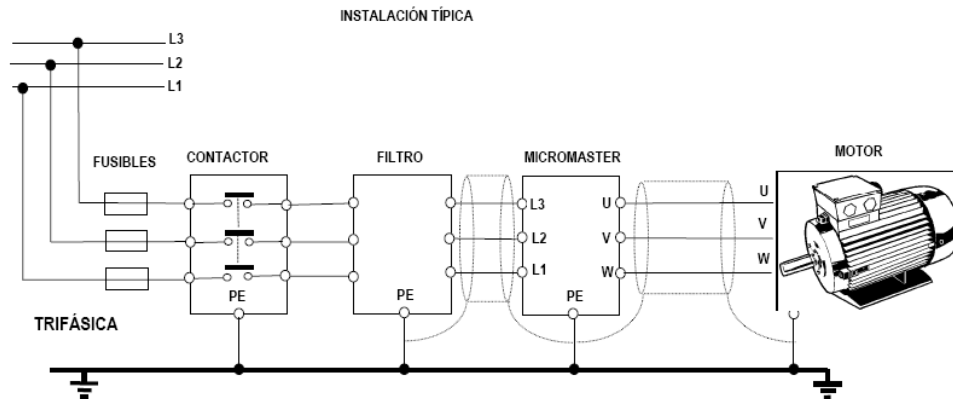 INSTALACIÓN TÍPICA
L3
L2
L1
FUSIBLES
CONTACTOR
FILTRO
MICROMASTER
MOTOR
L3
U
U
L2
V
V
L1
W
W
PE
PE
PE
TRIFÁSICA